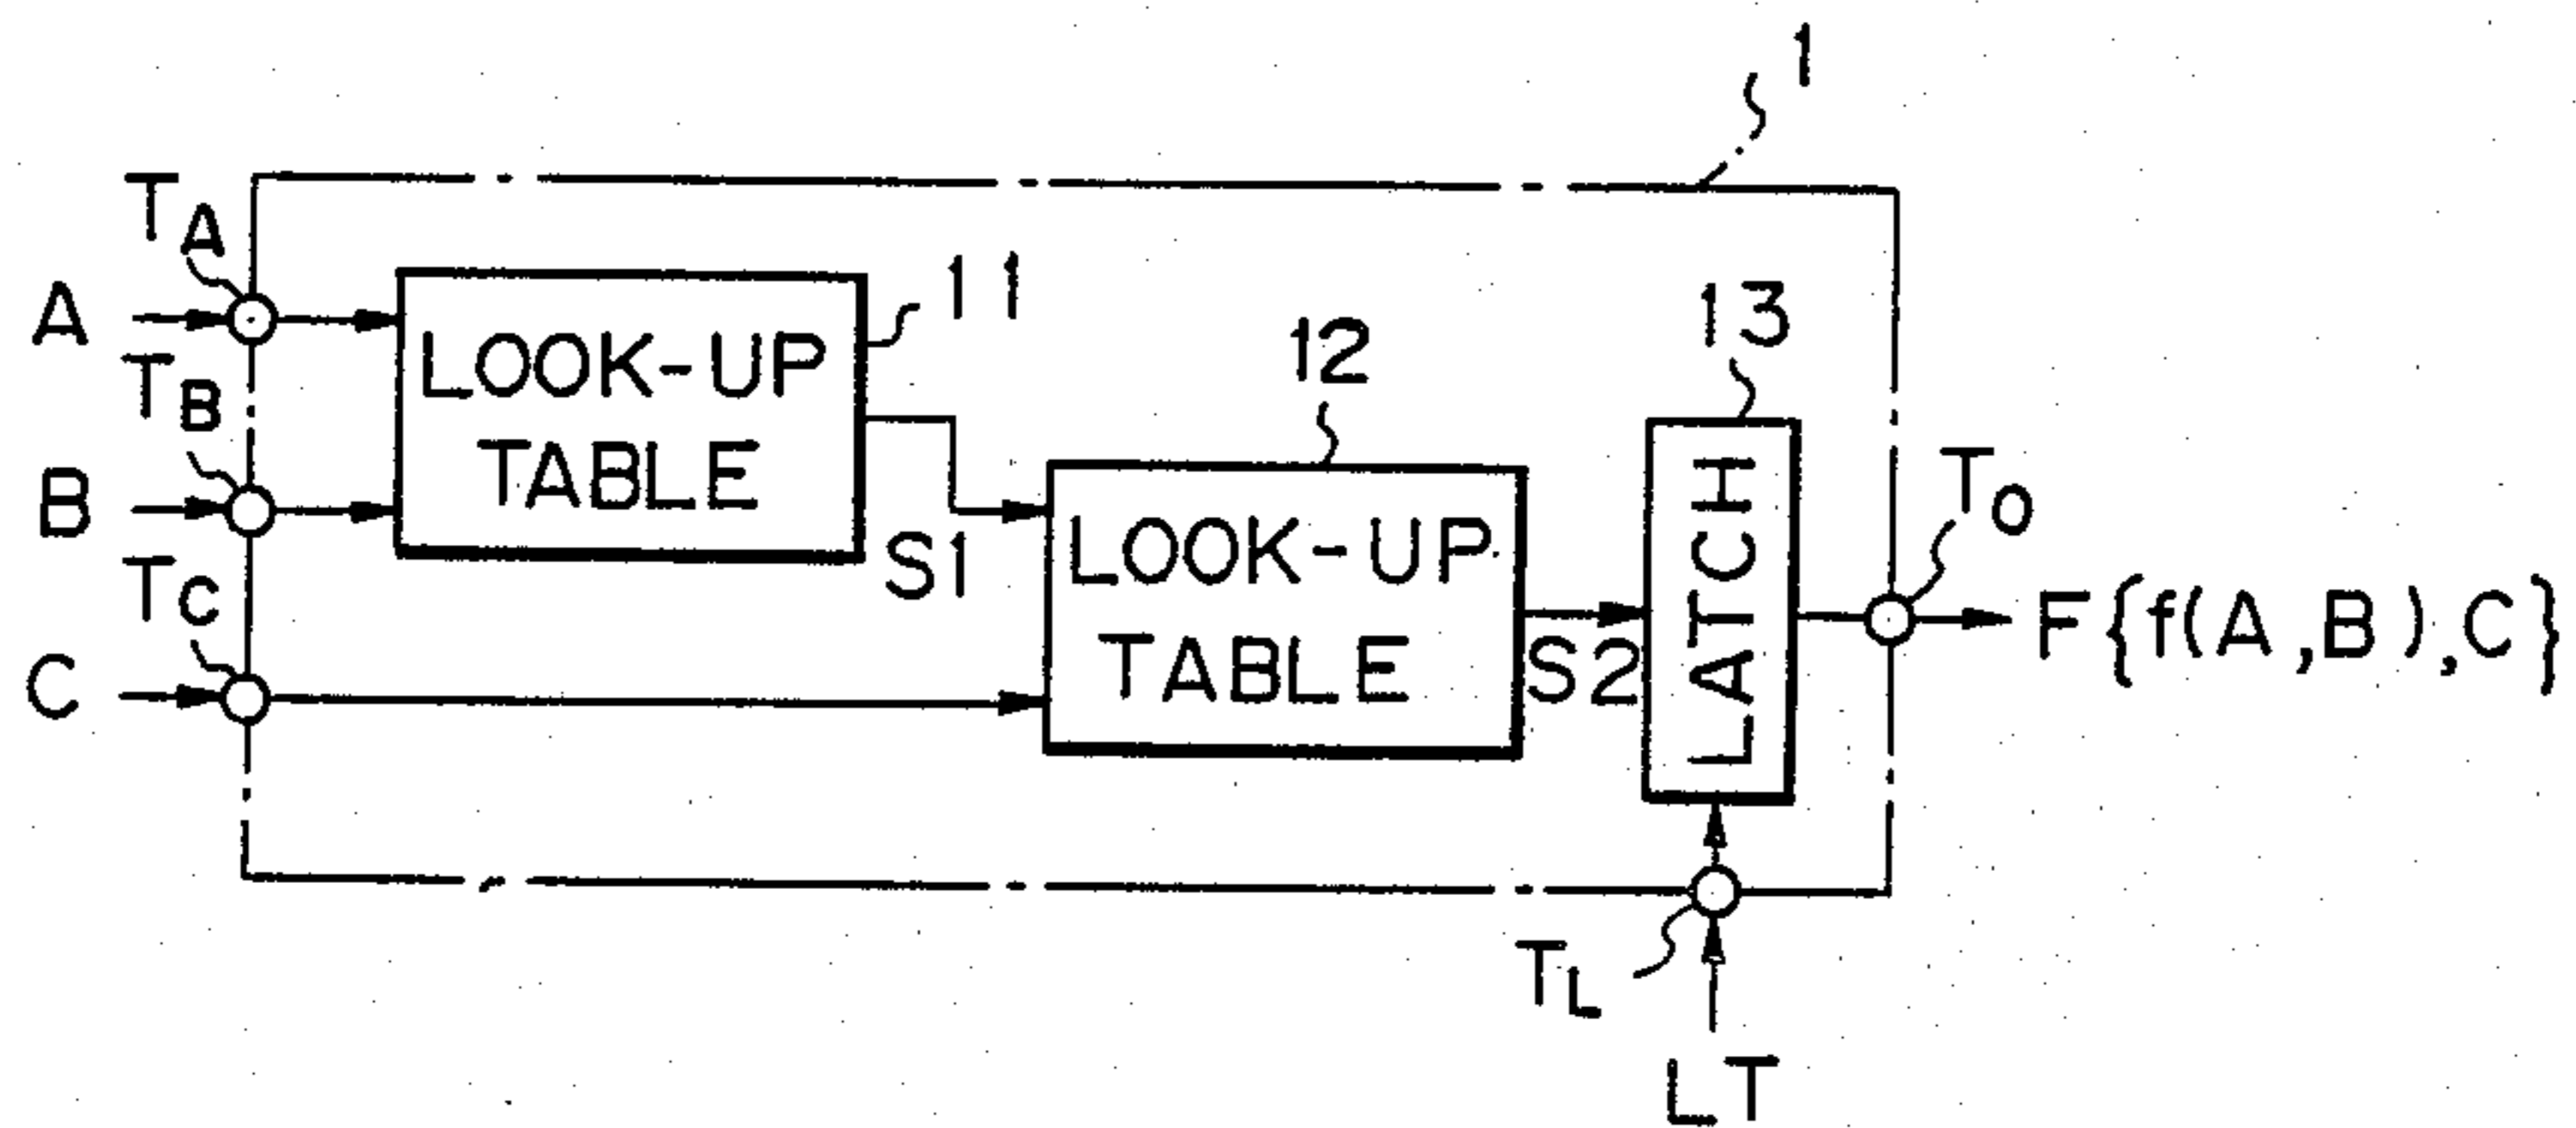 1
TA
A
LOOK-UP
TABLE
11
TB
B
S1
12
LOOK-UP
TABLE
13
LATCH
S2
TO
F{f(A,B),C}
TC
C
TL
LT